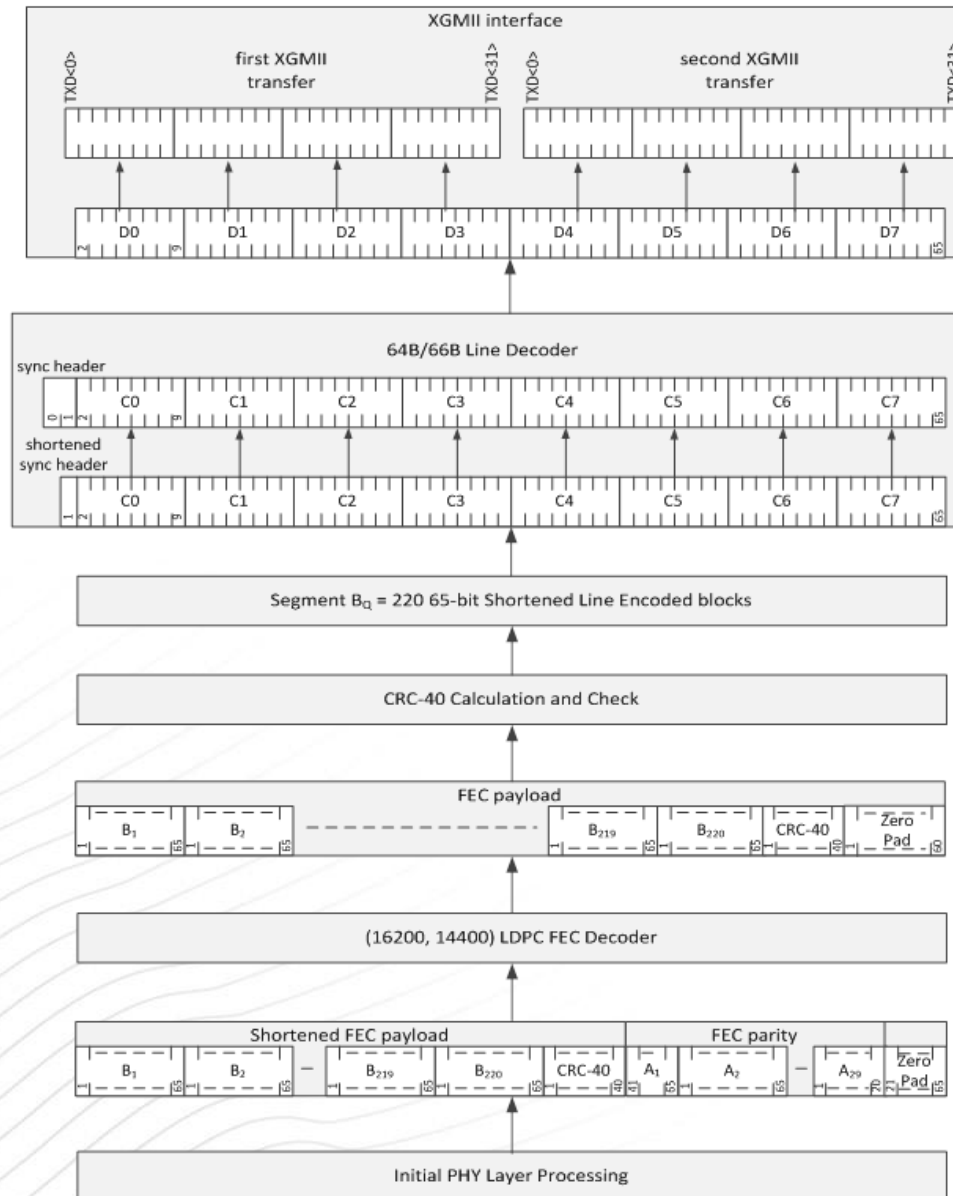 XGMII interface
TXD<0>
first XGMII
transfer
TXD<31>
TXD<0>
second XGMII
transfer
TXD<31>
D0 D1 D2 D3 D4 D5 D6 D7
2 9 65
64B/66B Line Decoder
sync header
C0 C1 C2 C3 C4 C5 C6 C7
0 1 2 9 65
shortened
sync header
C0 C1 C2 C3 C4 C5 C6 C7
1 2 9 65
Segment B_Q = 220 65-bit Shortened Line Encoded blocks
CRC-40 Calculation and Check
FEC payload
B₁ B₂ B₂₁₉ B₂₂₀ CRC-40 Zero
Pad
1 65 1 65 1 65 1 65 1 40 1 60
(16200, 14400) LDPC FEC Decoder
Shortened FEC payload FEC parity
B₁ B₂ B₂₁₉ B₂₂₀ CRC-40 A₁ A₂ A₂₉ Zero
Pad
1 65 1 65 1 65 1 65 1 40 41 65 1 65 1 20 21 65
Initial PHY Layer Processing